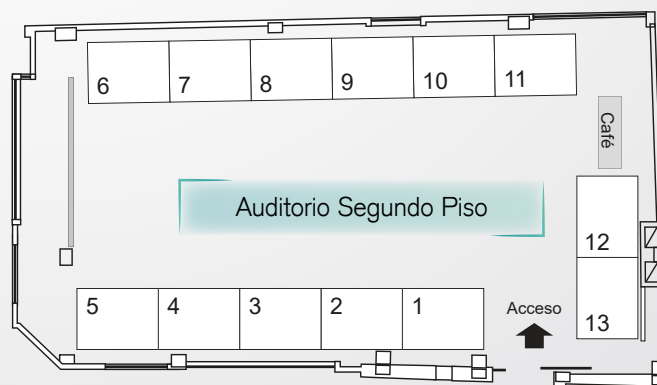 6 7 8 9 10 11
Café
Auditorio Segundo Piso
12
5 4 3 2 1
Acceso
13